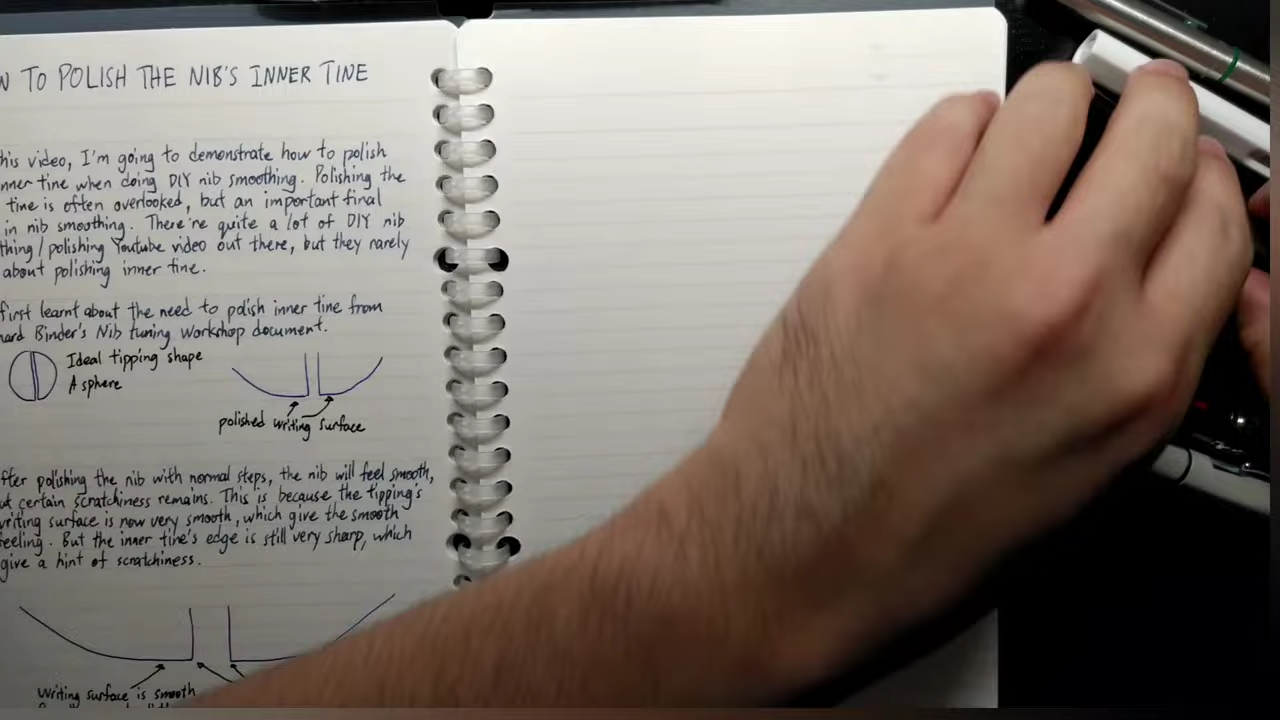 TO POLISH THE NIB'S INNER TINE
this video, I'm going to demonstrate how to polish
inner tine when doing DIY nib smoothing. Polishing the
tine is often overlooked, but an important final
in nib smoothing. There're quite a lot of DIY nib
thing/polishing Youtube video out there, but they rarely
about polishing inner tine.
first learnt about the need to polish inner tine from
hard Binder's Nib tuning workshop document.
Ideal tipping shape
A sphere
polished writing surface
fter polishing the nib with normal steps, the nib will feel smooth,
ut certain scratchiness remains. This is because the tipping's
writing surface is now very smooth, which give the smooth
feeling. But the inner tine's edge is still very sharp, which
give a hint of scratchiness.
Writing surface is smooth